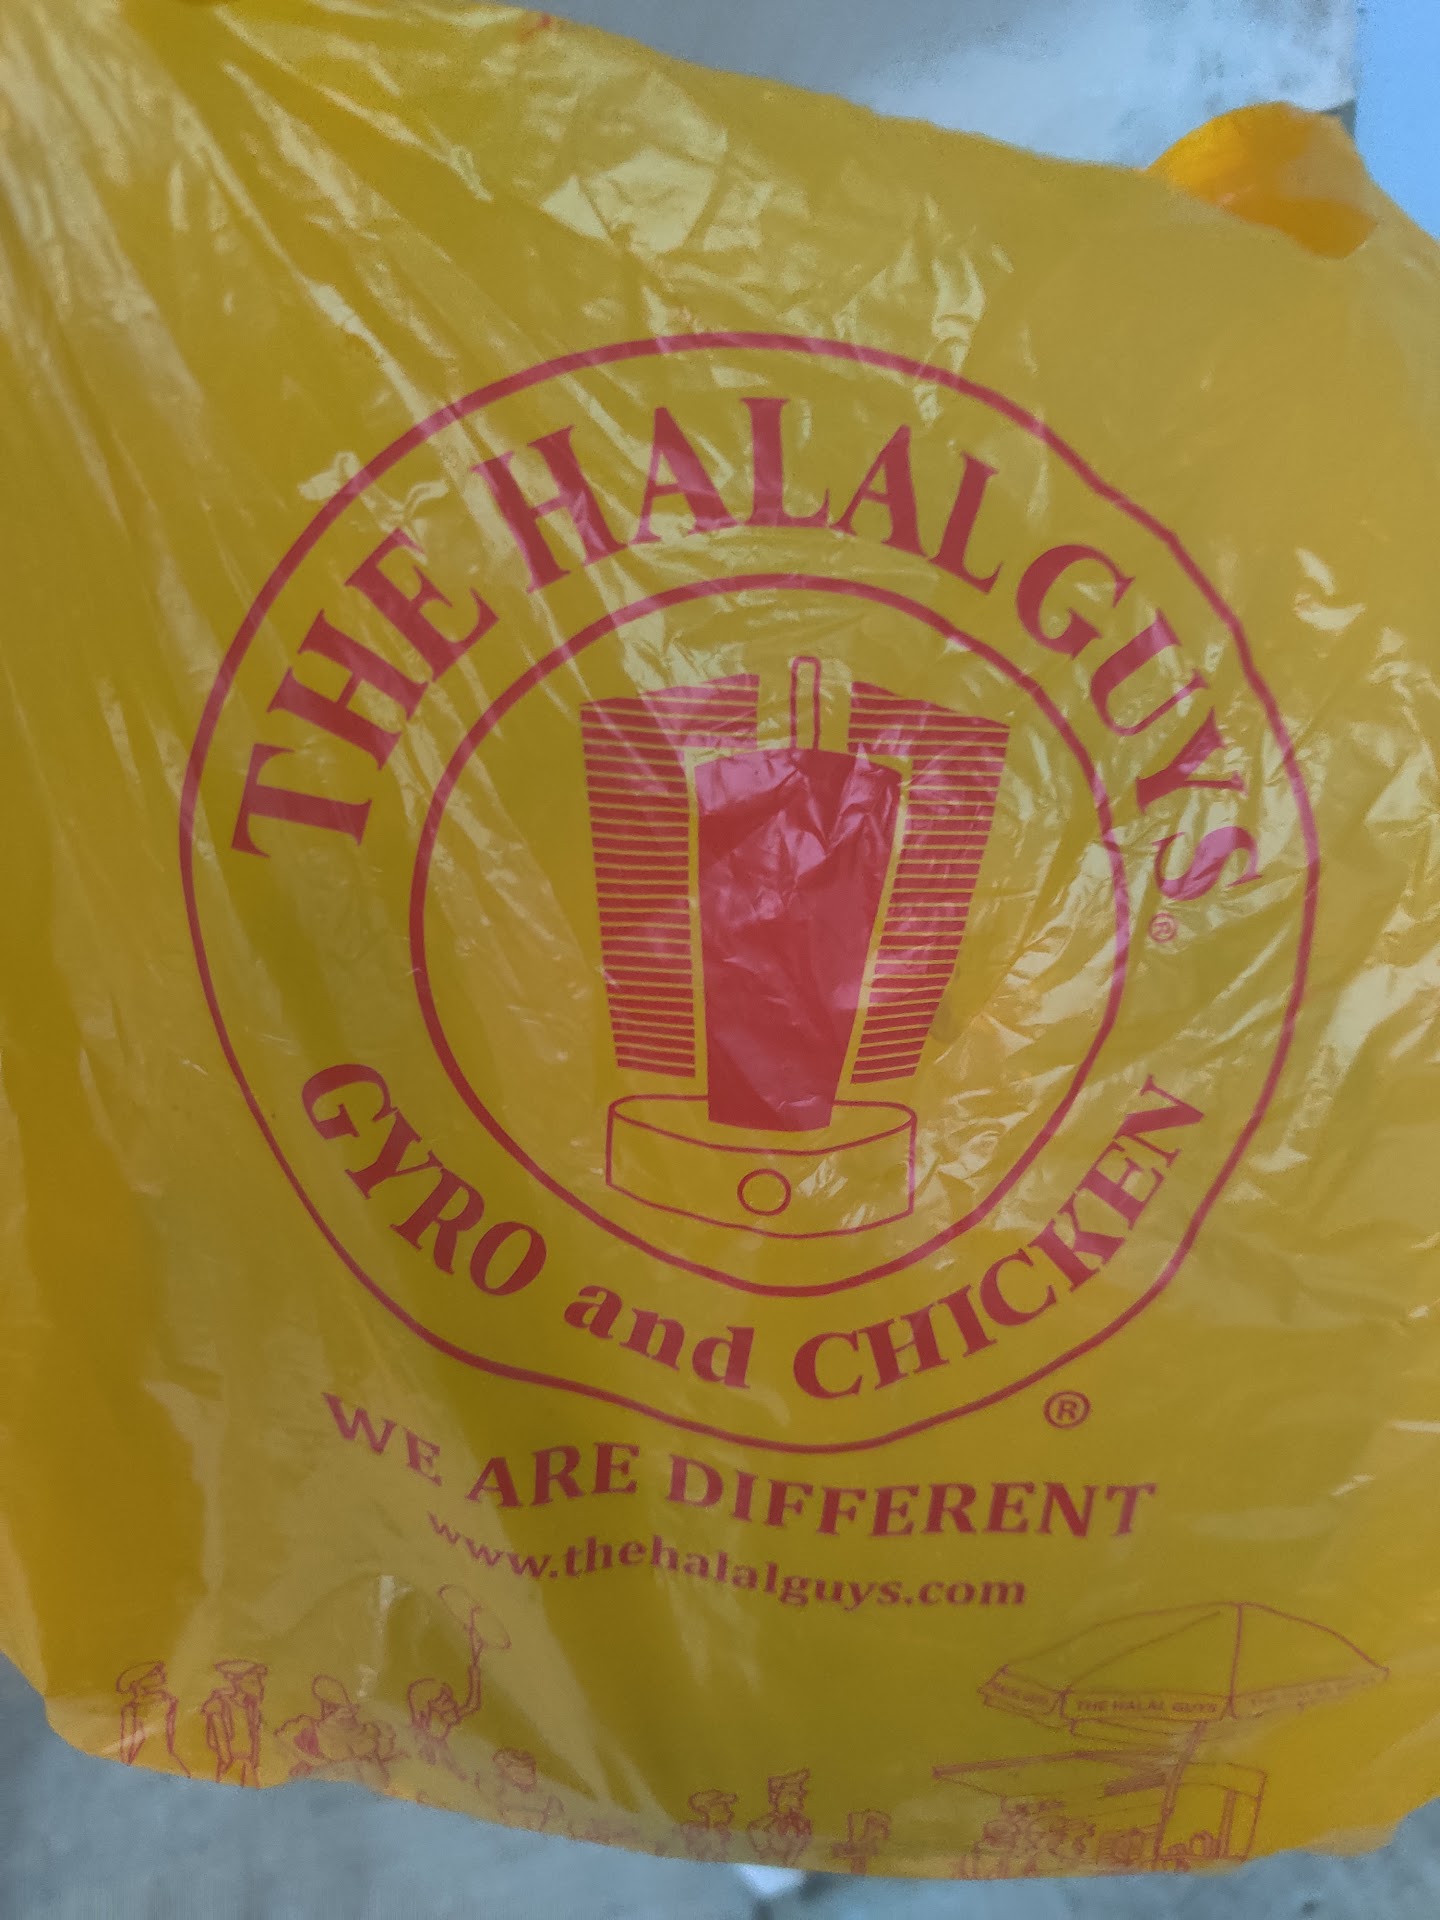 THE HALAL GUYS®
GYRO and CHICKEN
®
WE ARE DIFFERENT
www.thehalalguys.com
THE HALAL GUYS